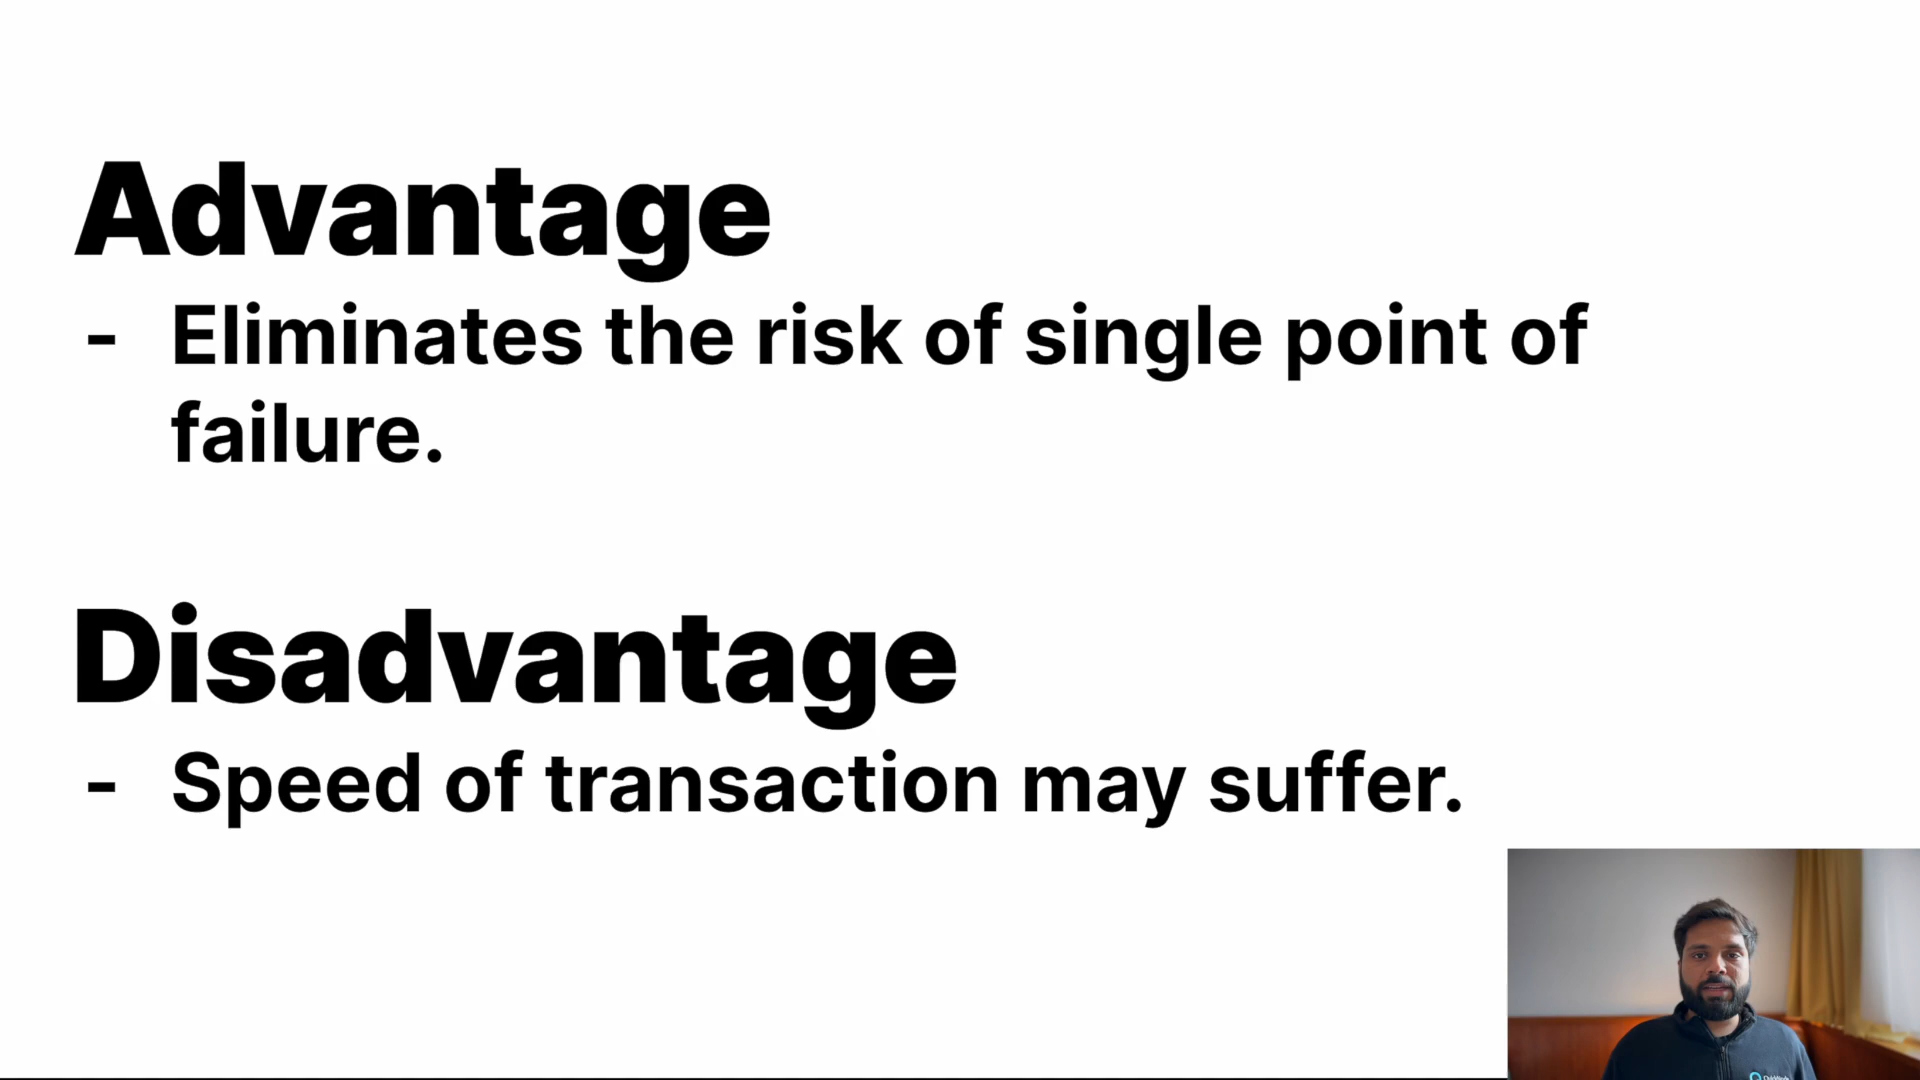 Advantage
- Eliminates the risk of single point of
failure.
Disadvantage
- Speed of transaction may suffer.